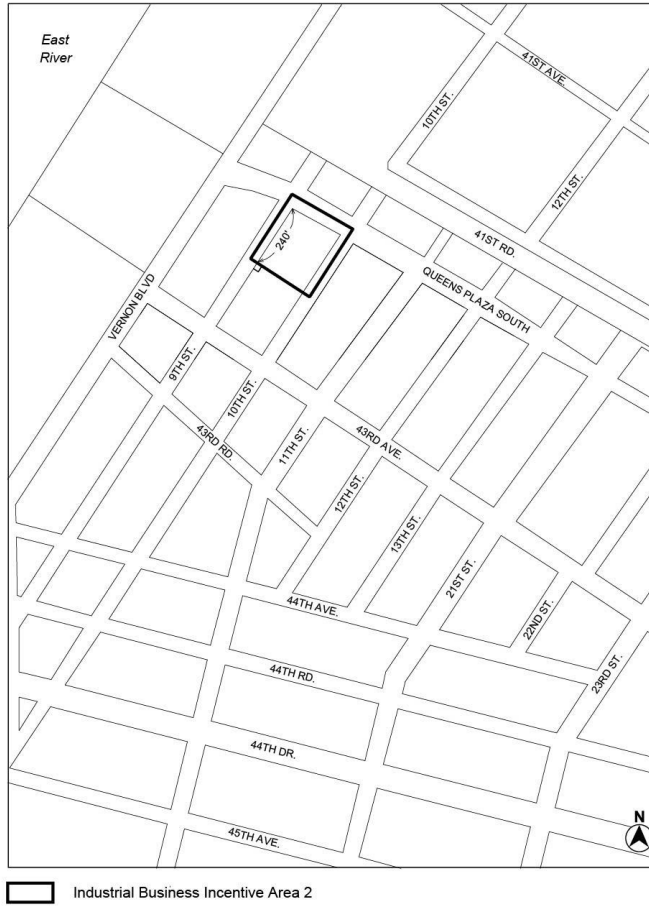 East
River
41ST AVE.
10TH ST.
12TH ST.
41ST RD.
240'
QUEENS PLAZA SOUTH
VERNON BLVD
9TH ST.
10TH ST.
43RD RD.
11TH ST.
43RD AVE.
12TH ST.
13TH ST.
21ST ST.
22ND ST.
23RD ST.
44TH AVE.
44TH RD.
44TH DR.
45TH AVE.
N
Industrial Business Incentive Area 2